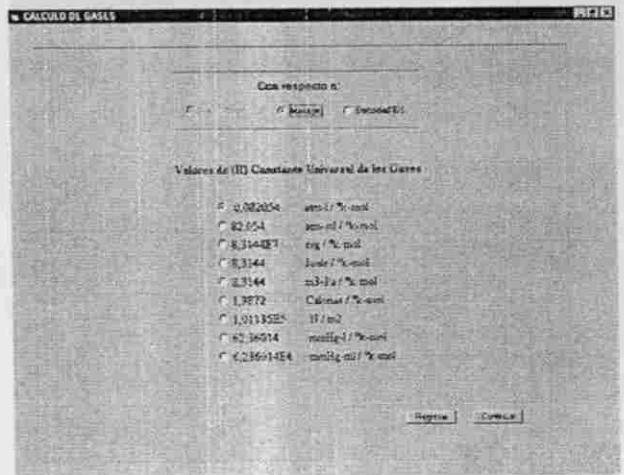 CALCULO DE GASES
Con respecto a:
Masa(g) Densidad
Valores de (R) Constante Universal de los Gases
0,082054 atm-l / °k-mol
82,054 atm-ml / °k-mol
8,3144E7 erg / °k-mol
8,3144 Joule / °k-mol
8,3144 m3-Pa / °k-mol
1,9872 Calorias / °k-mol
1,01135E5 / m2
62,36014 mmHg-l / °k-mol
6,236014E4 mmHg-ml / °k-mol
Regresar Continuar